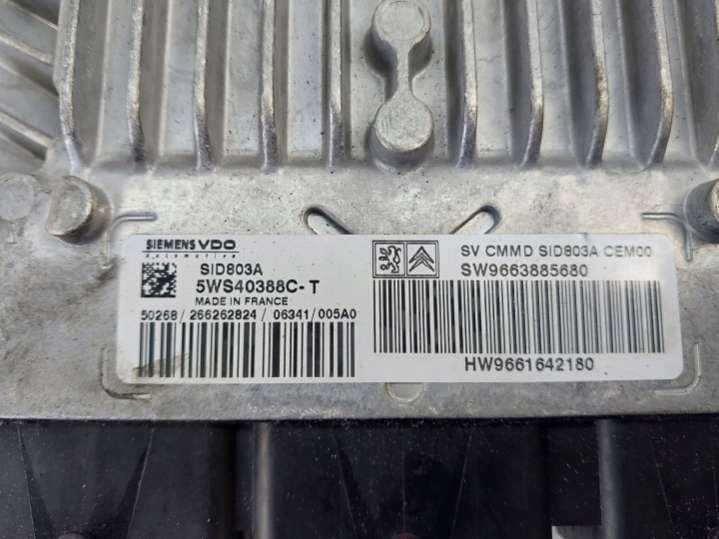 SIEMENS VDO
Automotive
SID803A
5WS40388C-T
MADE IN FRANCE
50268/266262824/06341/005A0
SV CMMD SID803A CEM00
SW9663885680
HW9661642180